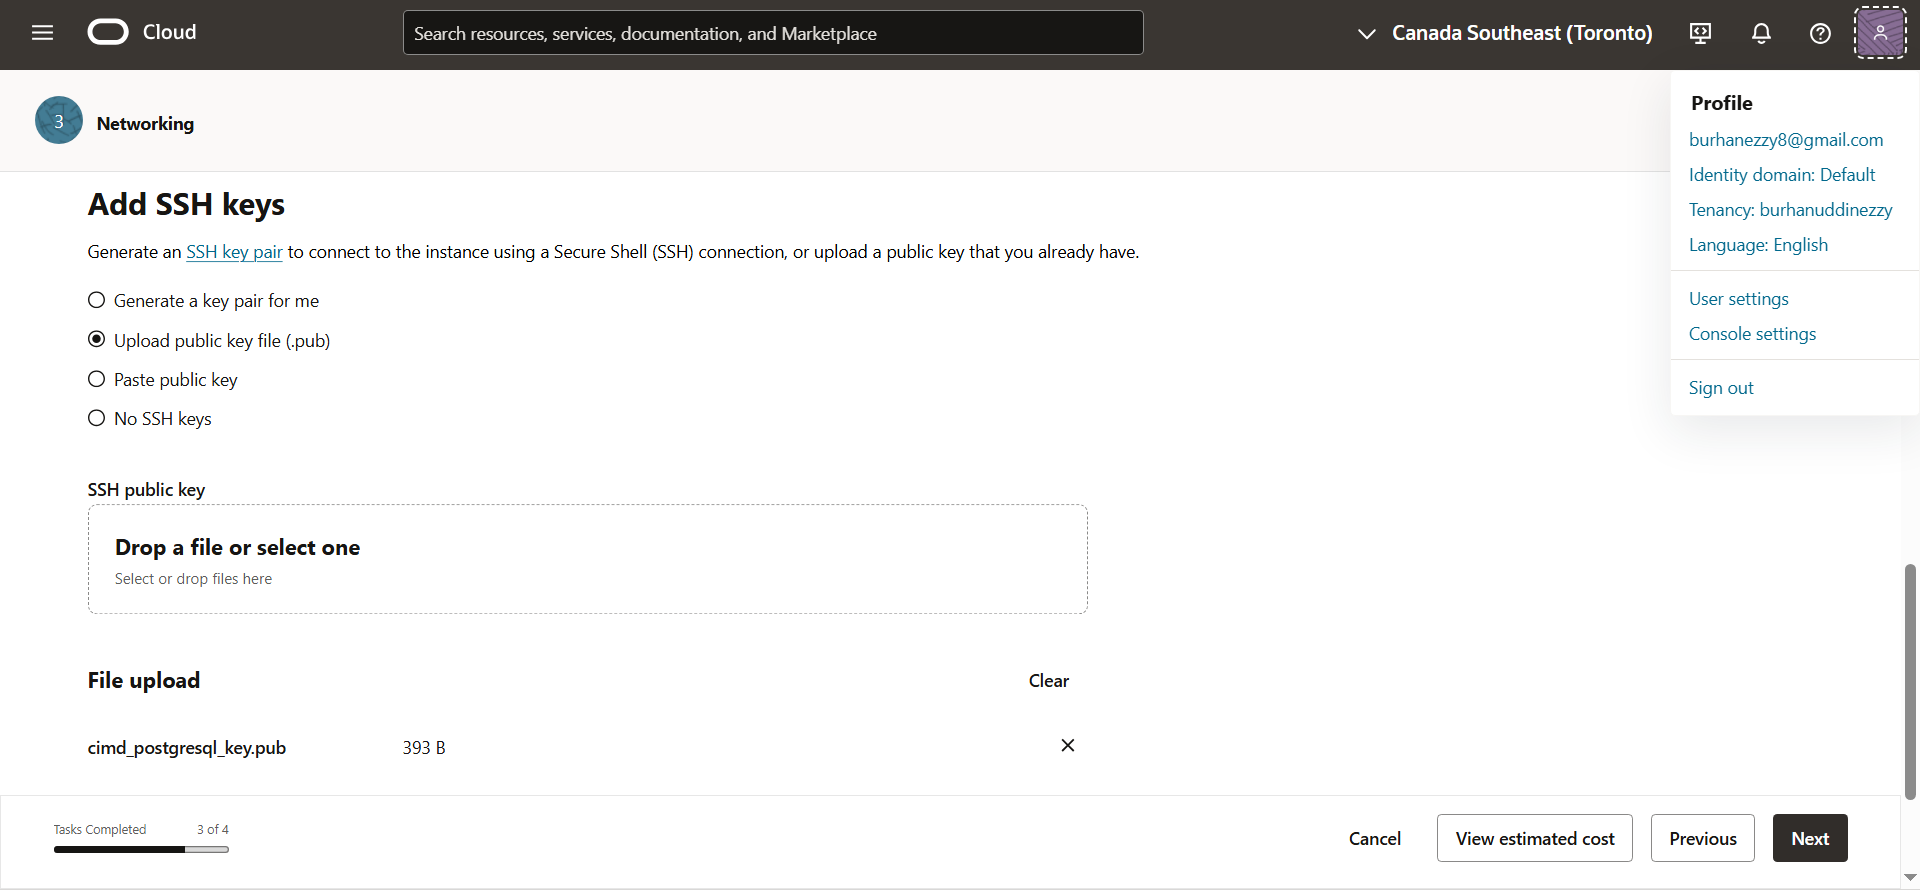 Cloud
Search resources, services, documentation, and Marketplace
Canada Southeast (Toronto)
3
Networking
Profile
burhanezzy8@gmail.com
Identity domain: Default
Tenancy: burhanuddinezzy
Language: English
User settings
Console settings
Sign out
Add SSH keys
Generate an SSH key pair to connect to the instance using a Secure Shell (SSH) connection, or upload a public key that you already have.
Generate a key pair for me
Upload public key file (.pub)
Paste public key
No SSH keys
SSH public key
Drop a file or select one
Select or drop files here
File upload
Clear
cimd_postgresql_key.pub 393 B
Tasks Completed 3 of 4
Cancel
View estimated cost
Previous
Next